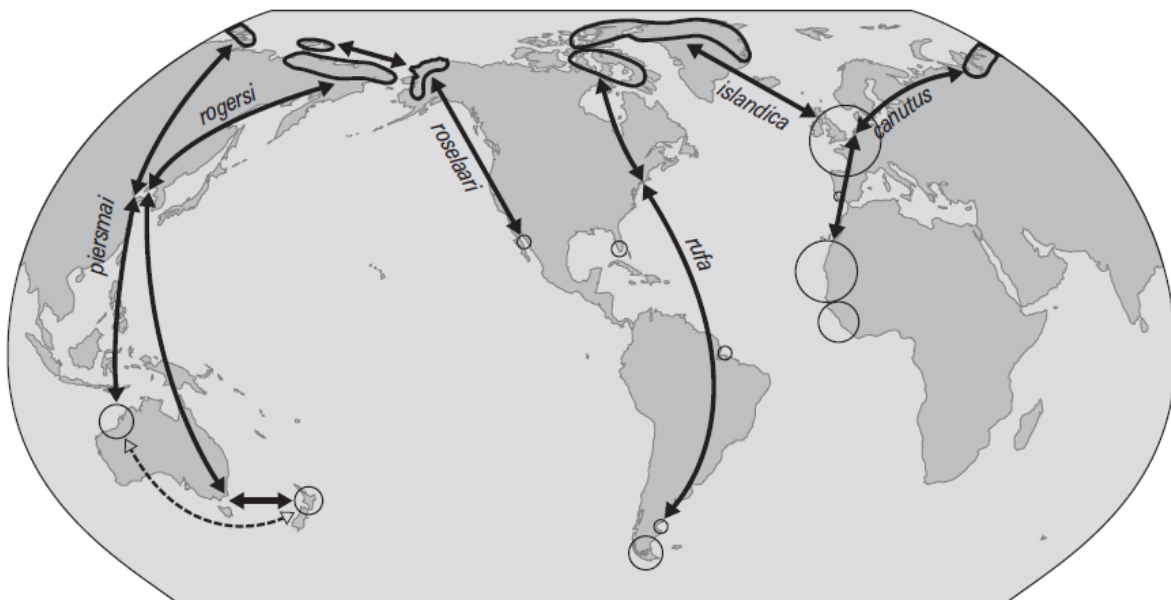 rogersi
piersmai
roselaari
rufa
islandica
canutus